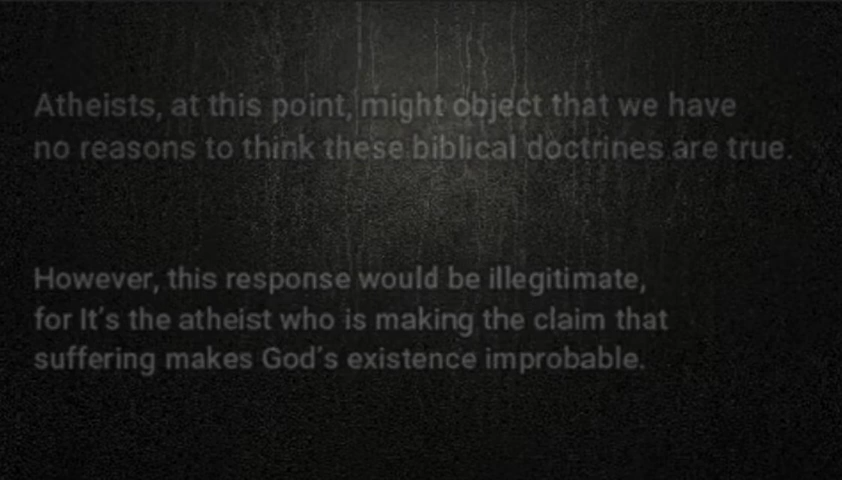 Atheists, at this point, might object that we have
no reasons to think these biblical doctrines are true.
However, this response would be illegitimate,
for It's the atheist who is making the claim that
suffering makes God's existence improbable.